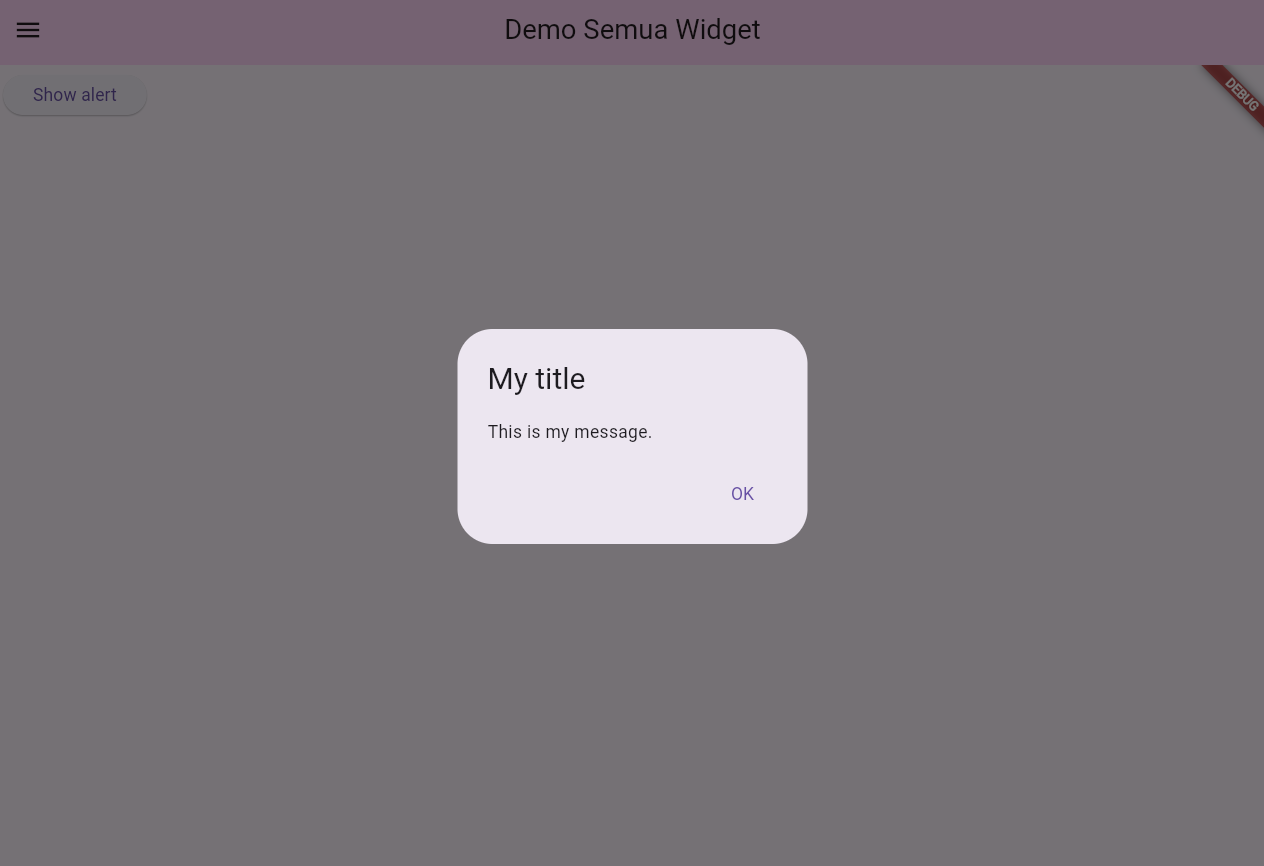 Demo Semua Widget
Show alert
DEBUG
My title
This is my message.
OK